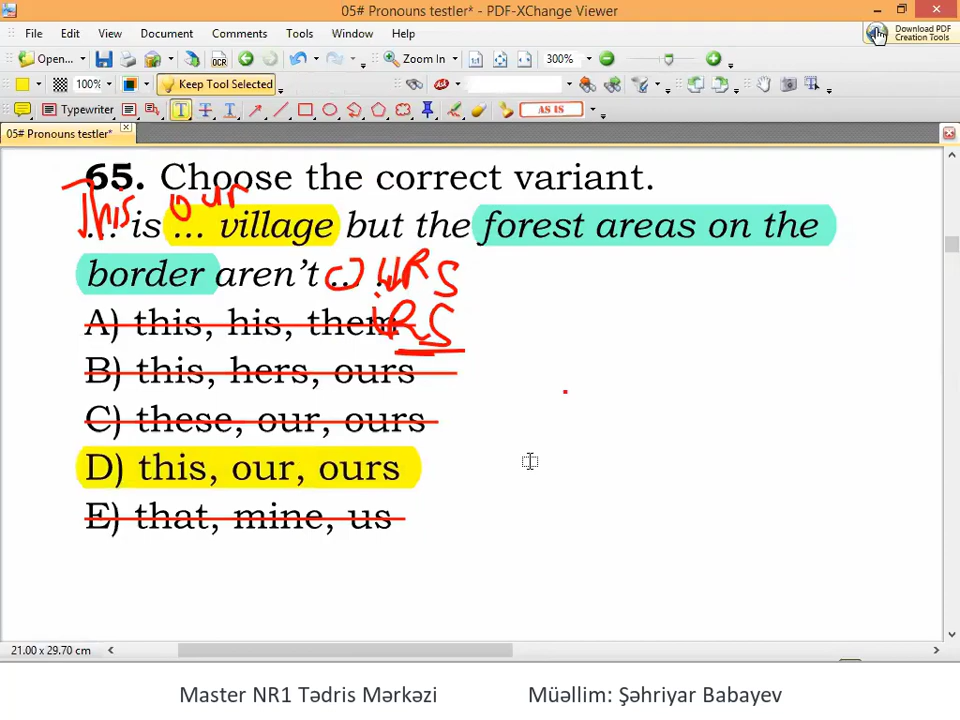 05# Pronouns testler* - PDF-XChange Viewer
File Edit View Document Comments Tools Window Help
Download PDF
Creation Tools
Open... OCR Zoom In 300%
100% Keep Tool Selected
Typewriter T T T AS IS
05# Pronouns testler*
65. Choose the correct variant.
This our
... is ... village but the forest areas on the
border aren't ... .
OURS
A) this, his, them
RS
B) this, hers, ours
C) these, our, ours
D) this, our, ours
E) that, mine, us
21.00 x 29.70 cm
Master NR1 Tədris Mərkəzi Müəllim: Şəhriyar Babayev